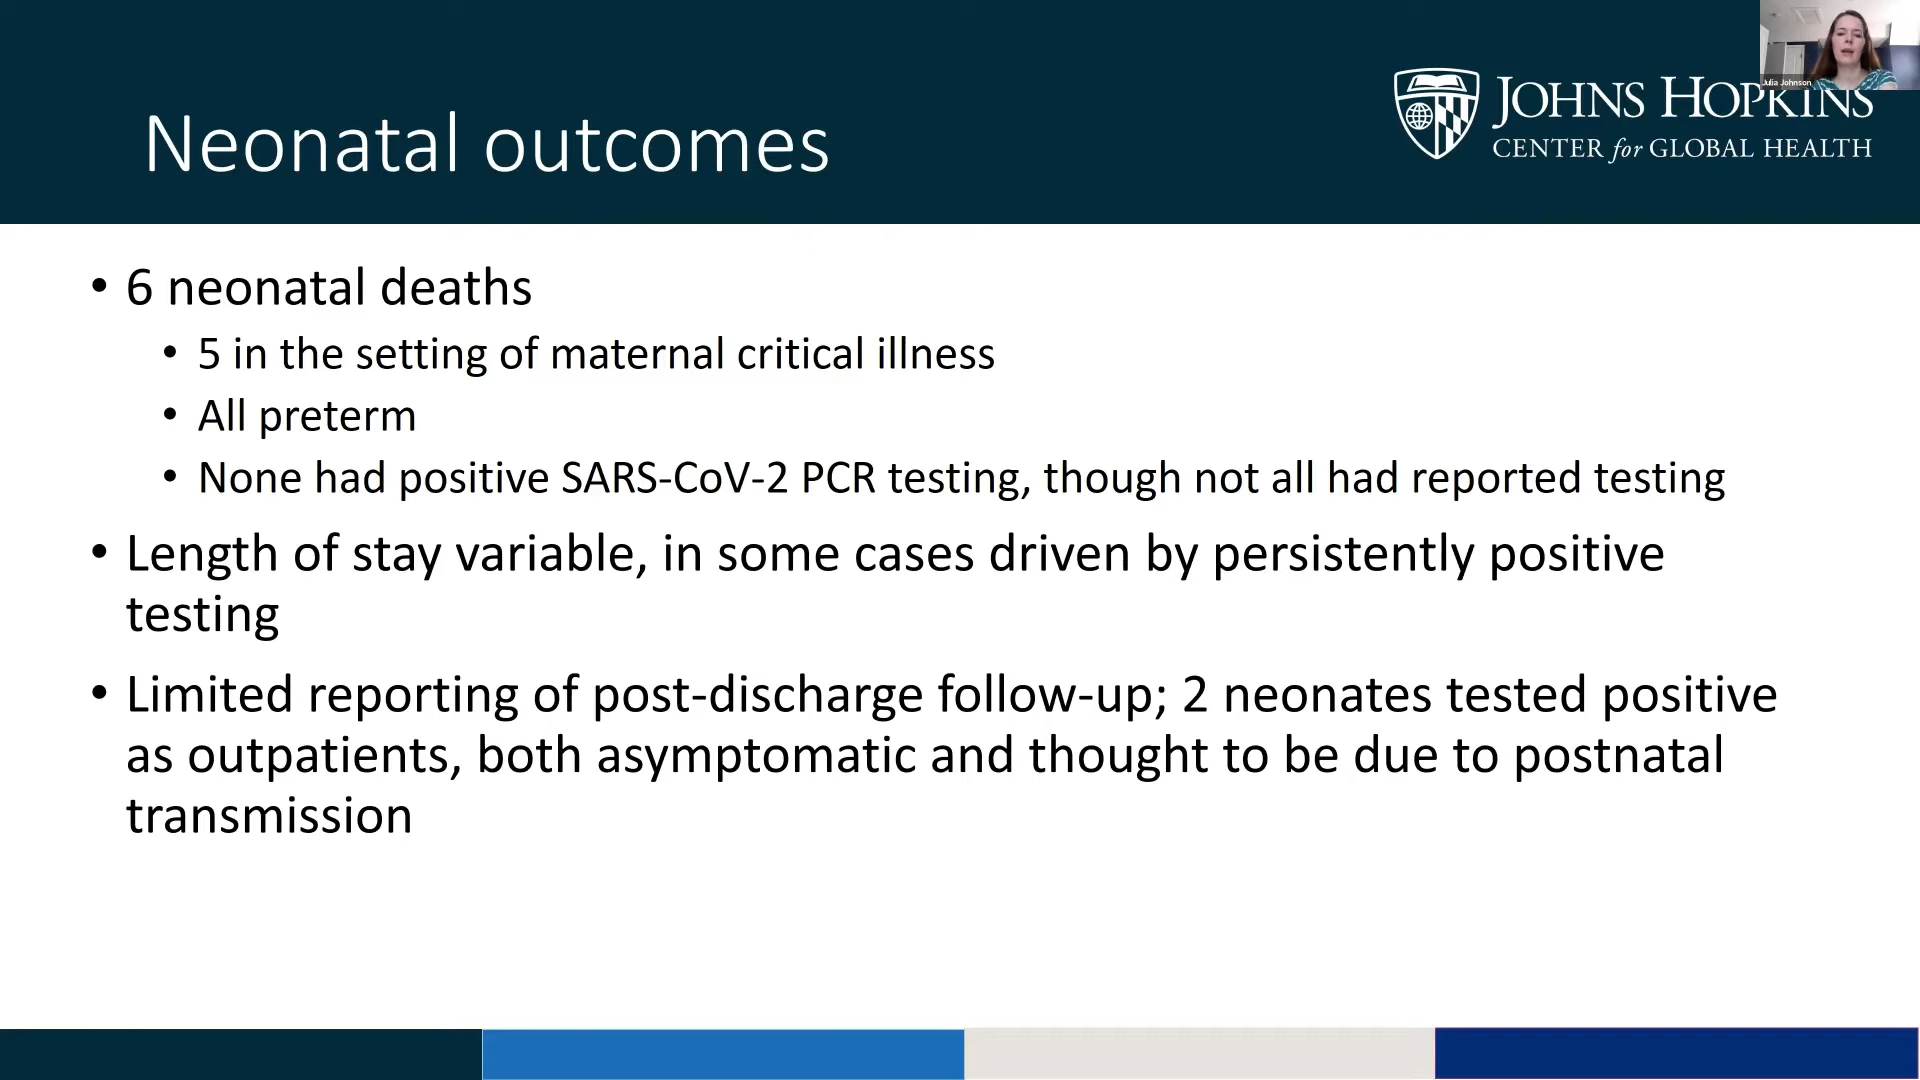 Julia Johnson
JOHNS HOPKINS
CENTER for GLOBAL HEALTH
Neonatal outcomes
• 6 neonatal deaths
• 5 in the setting of maternal critical illness
• All preterm
• None had positive SARS-CoV-2 PCR testing, though not all had reported testing
• Length of stay variable, in some cases driven by persistently positive
testing
• Limited reporting of post-discharge follow-up; 2 neonates tested positive
as outpatients, both asymptomatic and thought to be due to postnatal
transmission